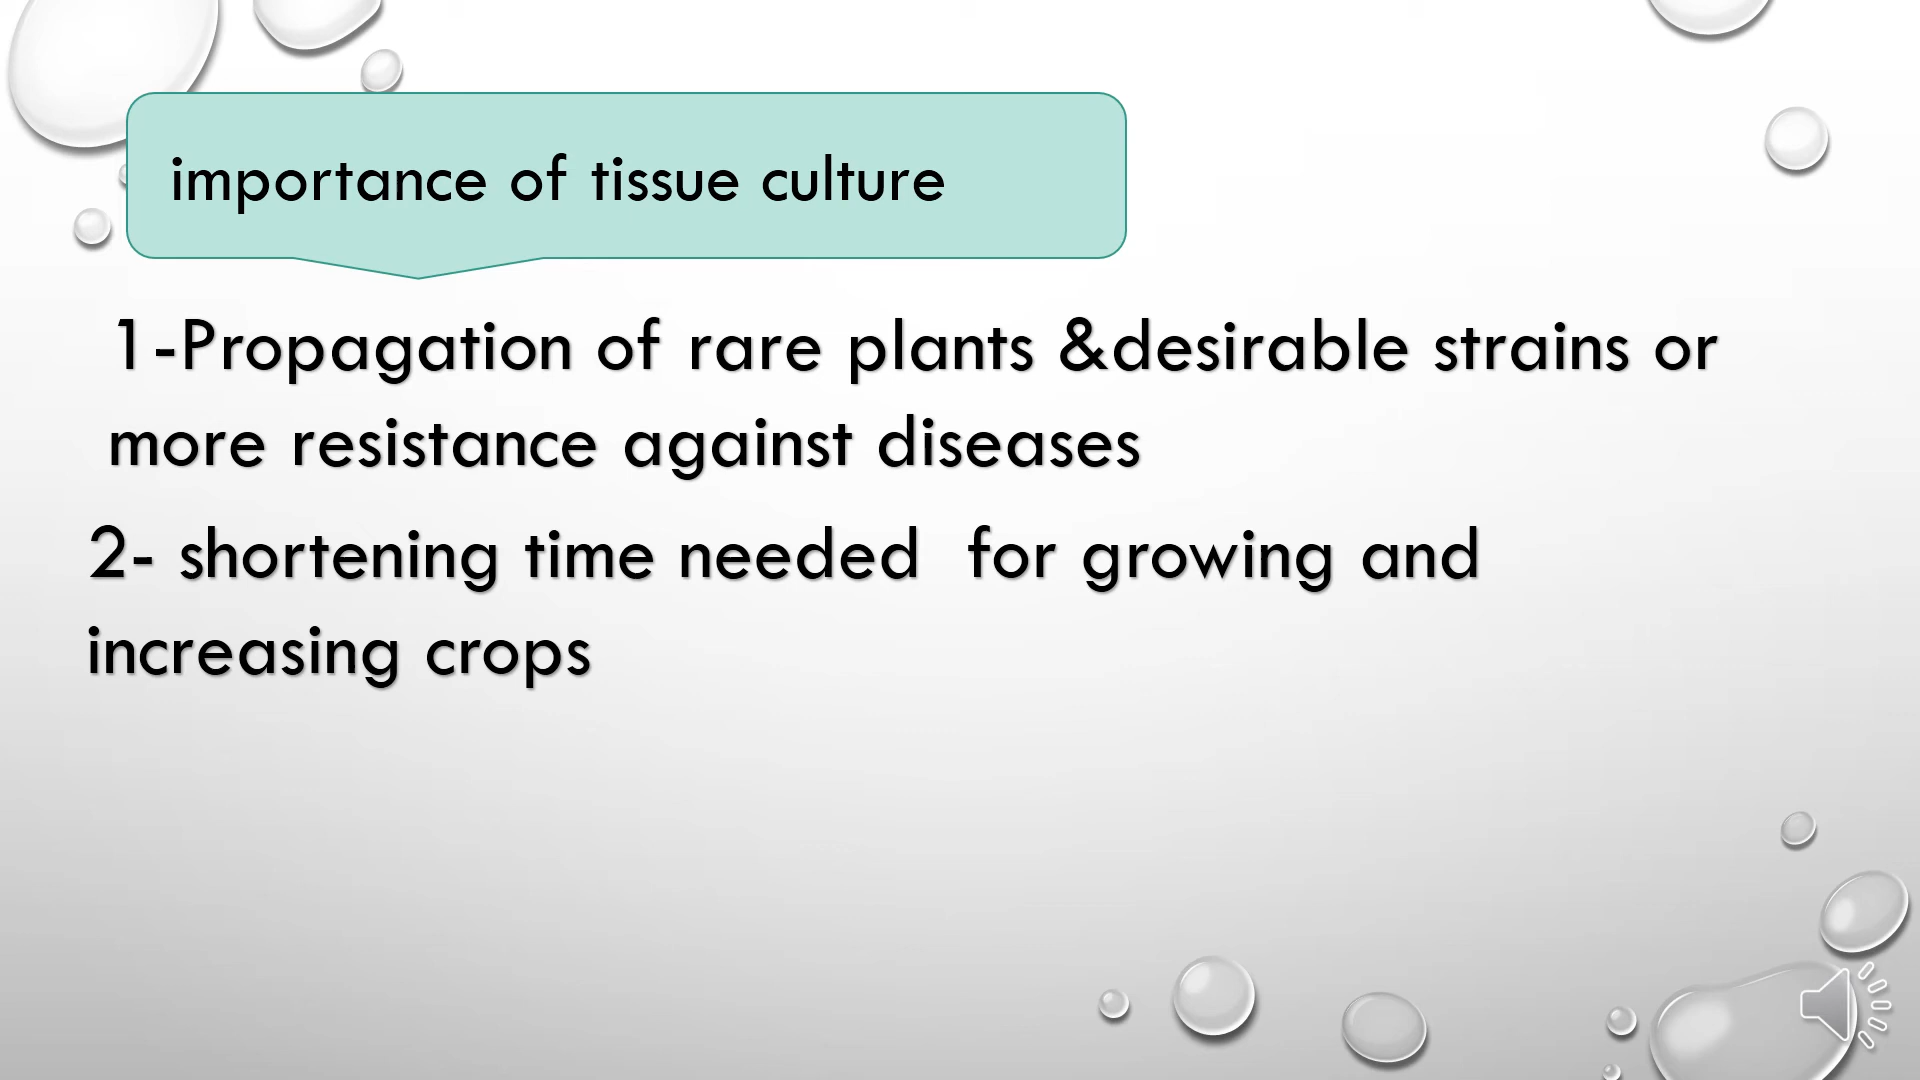 importance of tissue culture
1-Propagation of rare plants &desirable strains or
more resistance against diseases
2- shortening time needed  for growing and
increasing crops